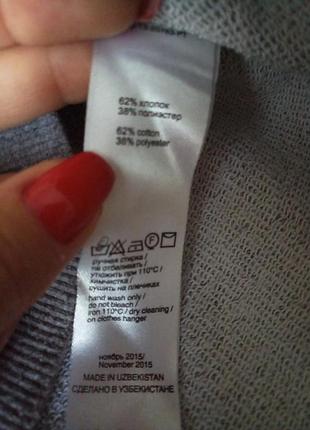 62% хлопок
38% полиэстер
62% cotton
38% polyester
ручная стирка/
не отбеливать/
утюжить при 110°C/
химчистка/
сушить на плечиках
hand wash only/
do not bleach/
iron 110°C/ dry cleaning/
on clothes hanger
ноябрь 2015/
November 2015
MADE IN UZBEKISTAN
СДЕЛАНО В УЗБЕКИСТАНЕ